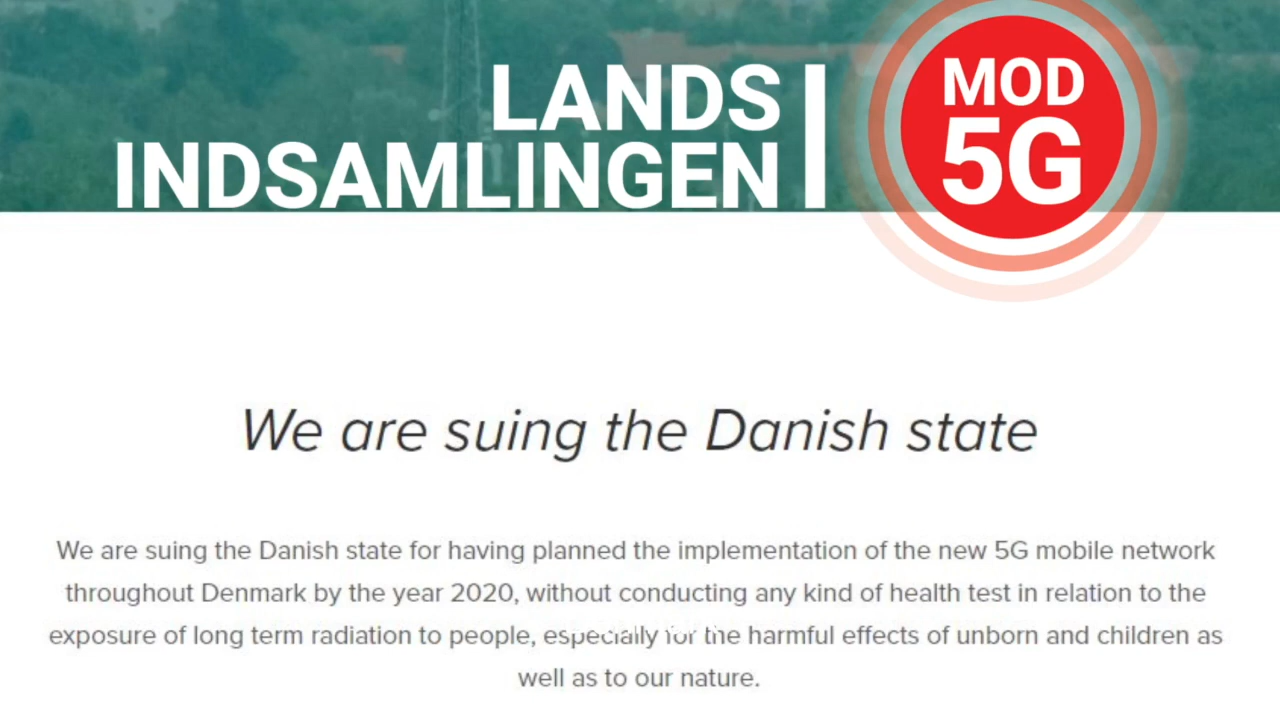 LANDS
INDSAMLINGEN
MOD
5G
We are suing the Danish state
We are suing the Danish state for having planned the implementation of the new 5G mobile network
throughout Denmark by the year 2020, without conducting any kind of health test in relation to the
exposure of long term radiation to people, especially for the harmful effects of unborn and children as
well as to our nature.